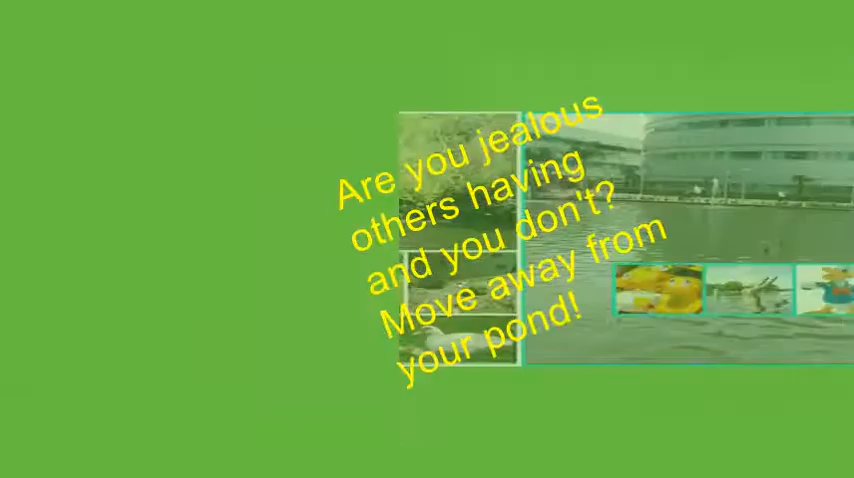 Are you jealous
others having
and you don't?
Move away from
your pond!